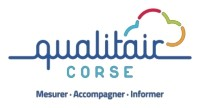 qualitair
CORSE
Mesurer · Accompagner · Informer